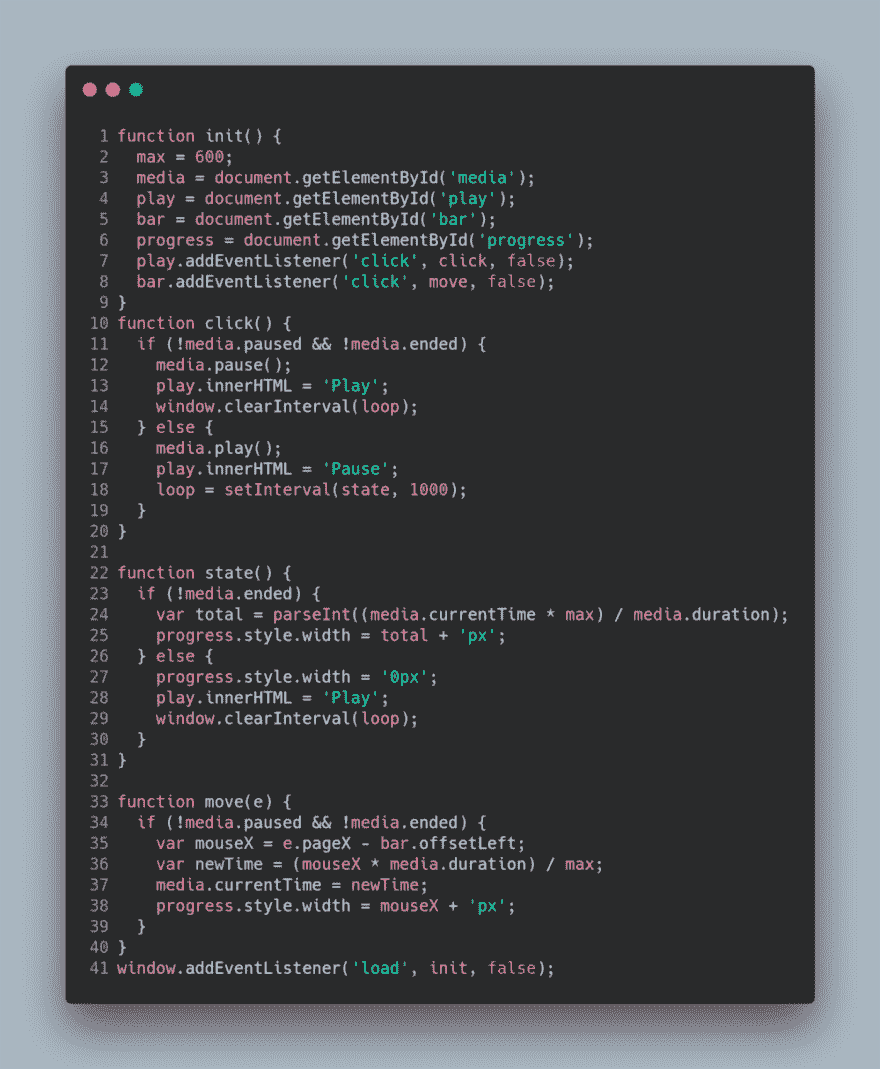 1 function init() {
2   max = 600;
3   media = document.getElementById('media');
4   play = document.getElementById('play');
5   bar = document.getElementById('bar');
6   progress = document.getElementById('progress');
7   play.addEventListener('click', click, false);
8   bar.addEventListener('click', move, false);
9 }
10 function click() {
11   if (!media.paused && !media.ended) {
12     media.pause();
13     play.innerHTML = 'Play';
14     window.clearInterval(loop);
15   } else {
16     media.play();
17     play.innerHTML = 'Pause';
18     loop = setInterval(state, 1000);
19   }
20 }
21
22 function state() {
23   if (!media.ended) {
24     var total = parseInt((media.currentTime * max) / media.duration);
25     progress.style.width = total + 'px';
26   } else {
27     progress.style.width = '0px';
28     play.innerHTML = 'Play';
29     window.clearInterval(loop);
30   }
31 }
32
33 function move(e) {
34   if (!media.paused && !media.ended) {
35     var mouseX = e.pageX - bar.offsetLeft;
36     var newTime = (mouseX * media.duration) / max;
37     media.currentTime = newTime;
38     progress.style.width = mouseX + 'px';
39   }
40 }
41 window.addEventListener('load', init, false);